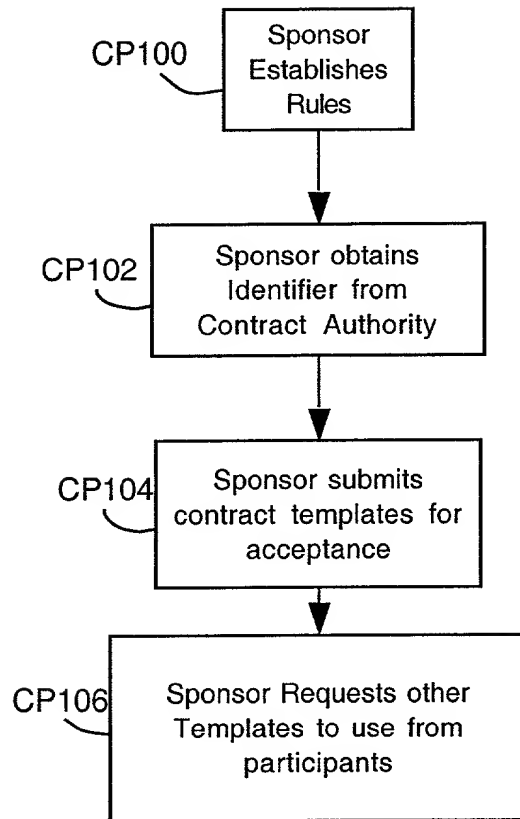 CP100
Sponsor
Establishes
Rules
CP102
Sponsor obtains
Identifier from
Contract Authority
CP104
Sponsor submits
contract templates for
acceptance
CP106
Sponsor Requests other
Templates to use from
participants